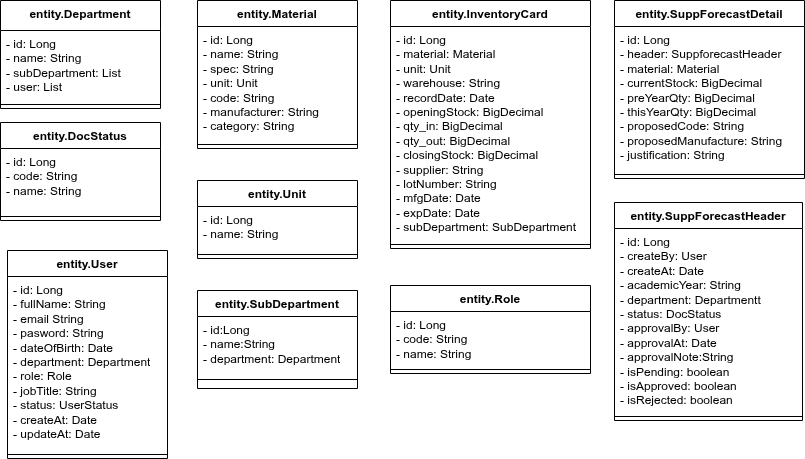 entity.Department
- id: Long
- name: String
- subDepartment: List
- user: List
entity.DocStatus
- id: Long
- code: String
- name: String
entity.User
- id: Long
- fullName: String
- email String
- pasword: String
- dateOfBirth: Date
- department: Department
- role: Role
- jobTitle: String
- status: UserStatus
- createAt: Date
- updateAt: Date
entity.Material
- id: Long
- name: String
- spec: String
- unit: Unit
- code: String
- manufacturer: String
- category: String
entity.Unit
- id: Long
- name: String
entity.SubDepartment
- id:Long
- name:String
- department: Department
entity.InventoryCard
- id: Long
- material: Material
- unit: Unit
- warehouse: String
- recordDate: Date
- openingStock: BigDecimal
- qty_in: BigDecimal
- qty_out: BigDecimal
- closingStock: BigDecimal
- supplier: String
- lotNumber: String
- mfgDate: Date
- expDate: Date
- subDepartment: SubDepartment
entity.Role
- id: Long
- code: String
- name: String
entity.SuppForecastDetail
- id: Long
- header: SuppforecastHeader
- material: Material
- currentStock: BigDecimal
- preYearQty: BigDecimal
- thisYearQty: BigDecimal
- proposedCode: String
- proposedManufacture: String
- justification: String
entity.SuppForecastHeader
- id: Long
- createBy: User
- createAt: Date
- academicYear: String
- department: Departmentt
- status: DocStatus
- approvalBy: User
- approvalAt: Date
- approvalNote:String
- isPending: boolean
- isApproved: boolean
- isRejected: boolean